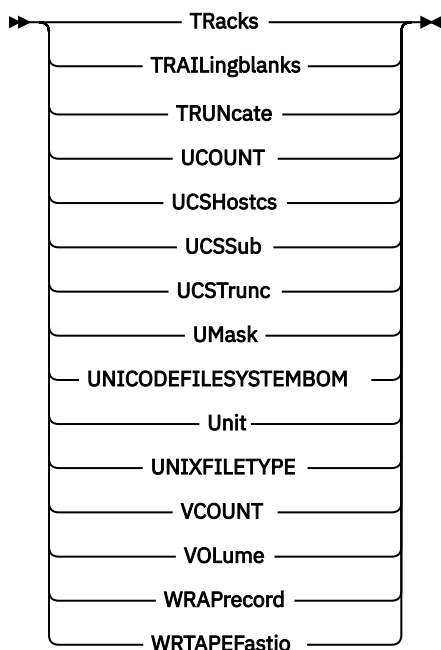 TRacks
TRAILingblanks
TRUNcate
UCOUNT
UCSHostcs
UCSSub
UCSTrunc
UMask
UNICODEFILESYSTEMBOM
Unit
UNIXFILETYPE
VCOUNT
VOLume
WRAPrecord
WRTAPEFastio